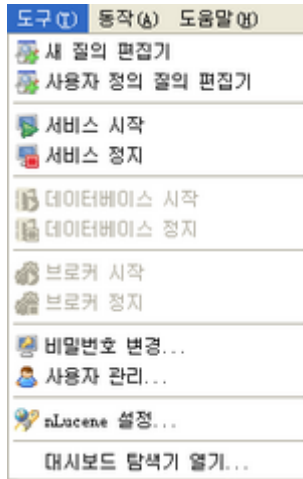 도구(T) 동작(A) 도움말(H)
새 질의 편집기
사용자 정의 질의 편집기
서비스 시작
서비스 정지
데이터베이스 시작
데이터베이스 정지
브로커 시작
브로커 정지
비밀번호 변경...
사용자 관리...
nLucene 설정...
대시보드 탐색기 열기...